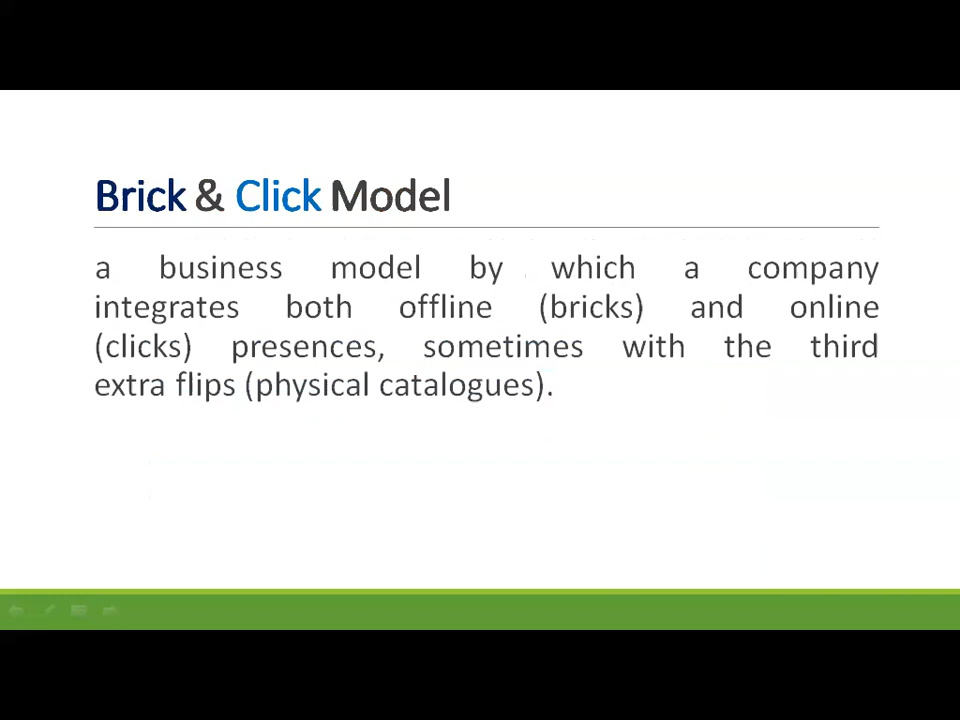 Brick & Click Model
a business model by which a company
integrates both offline (bricks) and online
(clicks) presences, sometimes with the third
extra flips (physical catalogues).